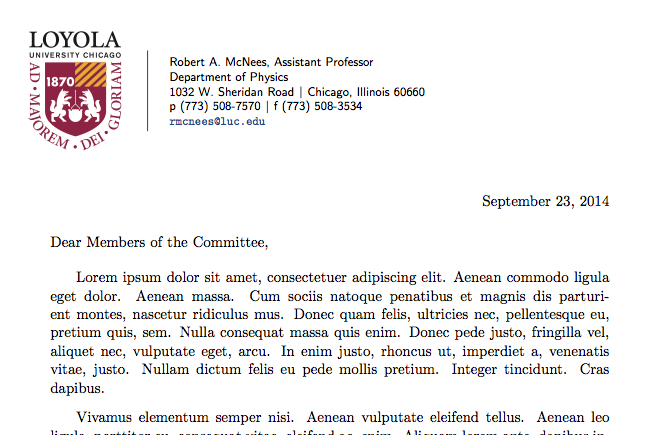 LOYOLA
UNIVERSITY CHICAGO
1870
AD • MAJOREM • DEI • GLORIAM
Robert A. McNees, Assistant Professor
Department of Physics
1032 W. Sheridan Road | Chicago, Illinois 60660
p (773) 508-7570 | f (773) 508-3534
rmcnees@luc.edu
September 23, 2014
Dear Members of the Committee,
Lorem ipsum dolor sit amet, consectetuer adipiscing elit. Aenean commodo ligula
eget dolor. Aenean massa. Cum sociis natoque penatibus et magnis dis parturi-
ent montes, nascetur ridiculus mus. Donec quam felis, ultricies nec, pellentesque eu,
pretium quis, sem. Nulla consequat massa quis enim. Donec pede justo, fringilla vel,
aliquet nec, vulputate eget, arcu. In enim justo, rhoncus ut, imperdiet a, venenatis
vitae, justo. Nullam dictum felis eu pede mollis pretium. Integer tincidunt. Cras
dapibus.
Vivamus elementum semper nisi. Aenean vulputate eleifend tellus. Aenean leo